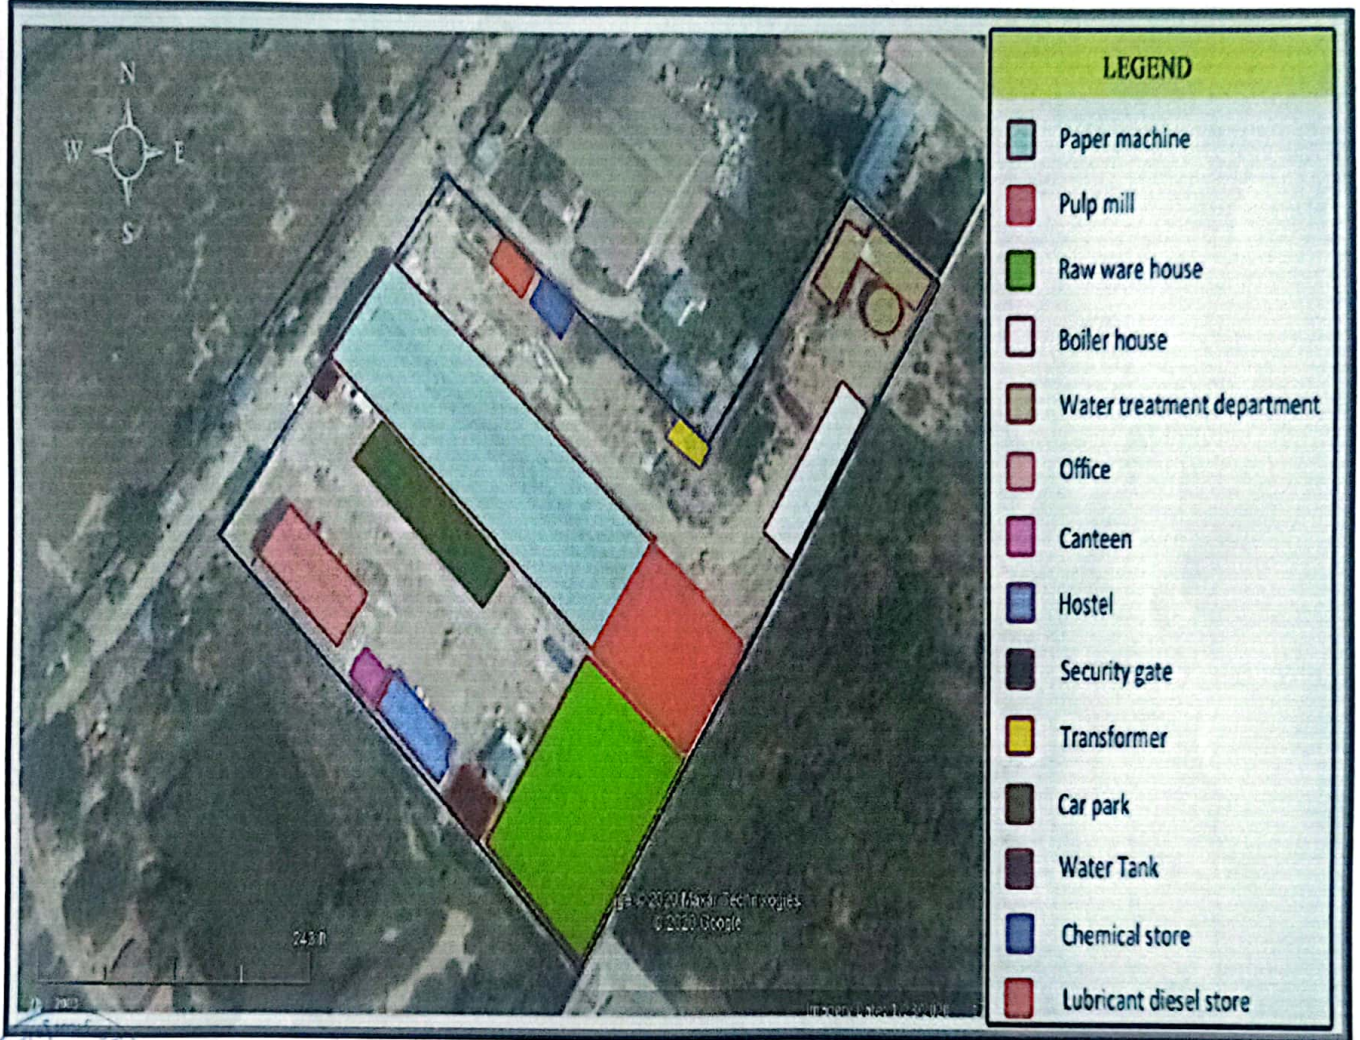 N
W E
S
243 ft
© 2020 Maxar Technologies
© 2020 Google
LEGEND
Paper machine
Pulp mill
Raw ware house
Boiler house
Water treatment department
Office
Canteen
Hostel
Security gate
Transformer
Car park
Water Tank
Chemical store
Lubricant diesel store